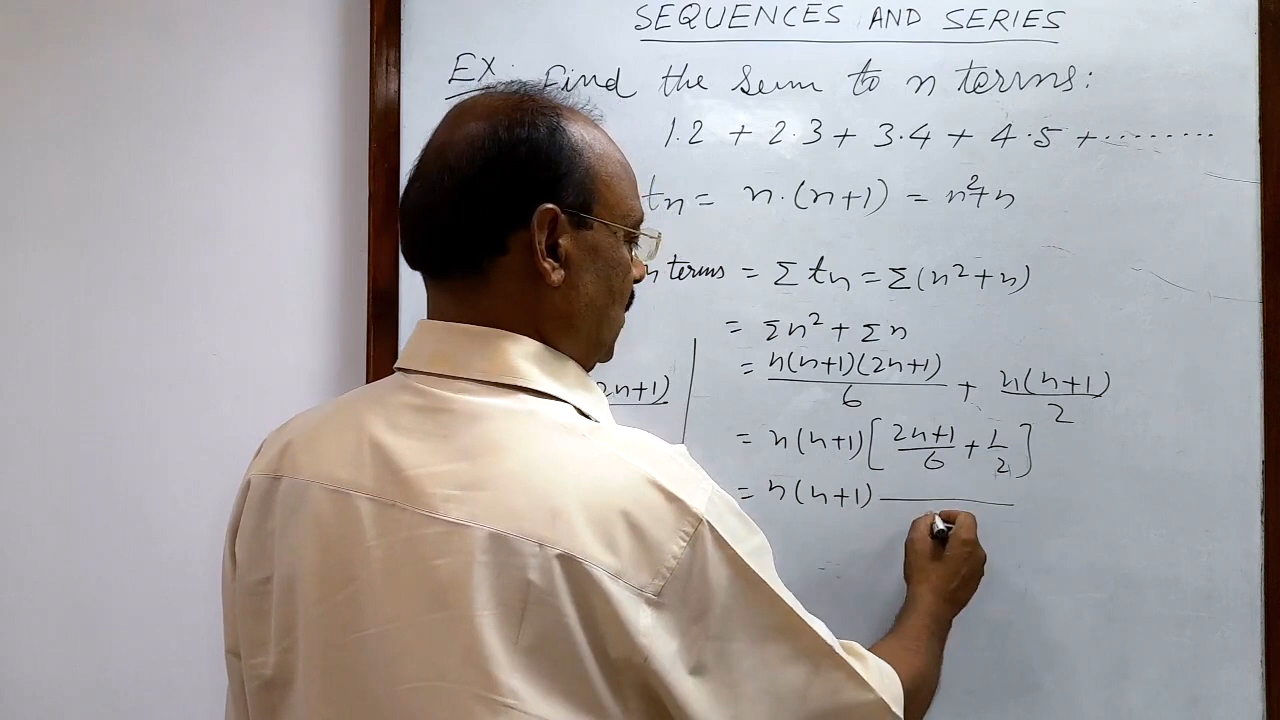 SEQUENCES AND SERIES
EX: Find the sum to n terms:
1.2 + 2.3 + 3.4 + 4.5 + ........
tn = n.(n+1) = n²+n
n terms = Σ tn = Σ(n²+n)
= Σn² + Σn
= n(n+1)(2n+1)/6 + n(n+1)/2
2n+1)
= n(n+1)[2n+1/6 + 1/2]
= n(n+1)